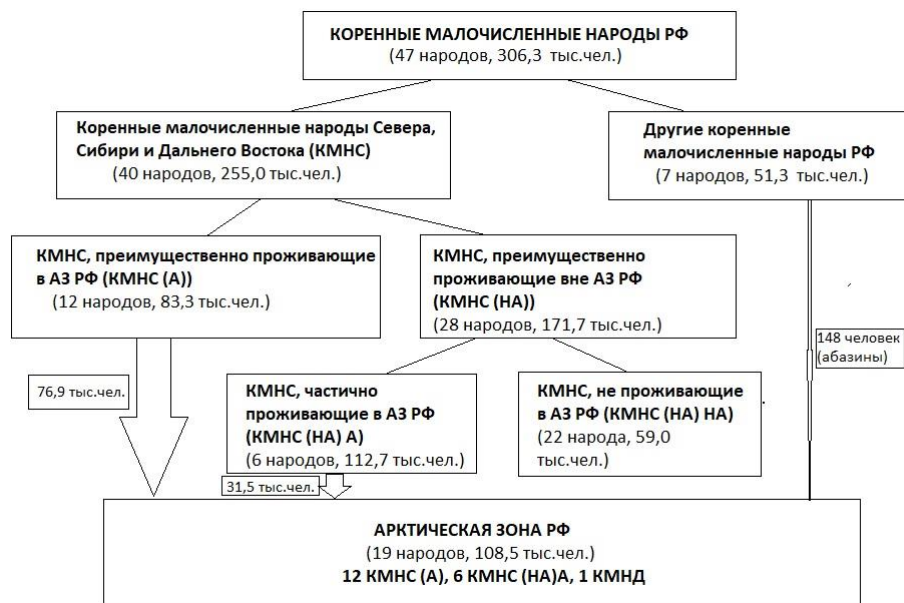 КОРЕННЫЕ МАЛОЧИСЛЕННЫЕ НАРОДЫ РФ
(47 народов, 306,3 тыс.чел.)
Коренные малочисленные народы Севера,
Сибири и Дальнего Востока (КМНС)
(40 народов, 255,0 тыс.чел.)
Другие коренные
малочисленные народы РФ
(7 народов, 51,3 тыс.чел.)
КМНС, преимущественно проживающие
в АЗ РФ (КМНС (А))
(12 народов, 83,3 тыс.чел.)
КМНС, преимущественно
проживающие вне АЗ РФ
(КМНС (НА))
(28 народов, 171,7 тыс.чел.)
148 человек
(абазины)
76,9 тыс.чел.
КМНС, частично
проживающие в АЗ РФ
(КМНС (НА) А)
(6 народов, 112,7 тыс.чел.)
КМНС, не проживающие
в АЗ РФ (КМНС (НА) НА)
(22 народа, 59,0
тыс.чел.)
31,5 тыс.чел.
АРКТИЧЕСКАЯ ЗОНА РФ
(19 народов, 108,5 тыс.чел.)
12 КМНС (А), 6 КМНС (НА)А, 1 КМНД